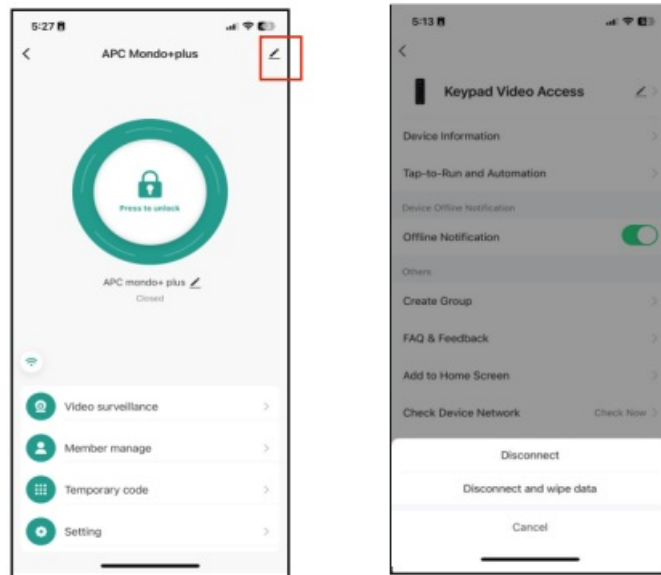 5:27
APC Mondo+plus
Press to unlock
APC mondo+ plus
Closed
Video surveillance
Member manage
Temporary code
Setting
5:13
Keypad Video Access
Device Information
Tap-to-Run and Automation
Device Offline Notification
Offline Notification
Others
Create Group
FAQ & Feedback
Add to Home Screen
Check Device Network Check Now
Disconnect
Disconnect and wipe data
Cancel